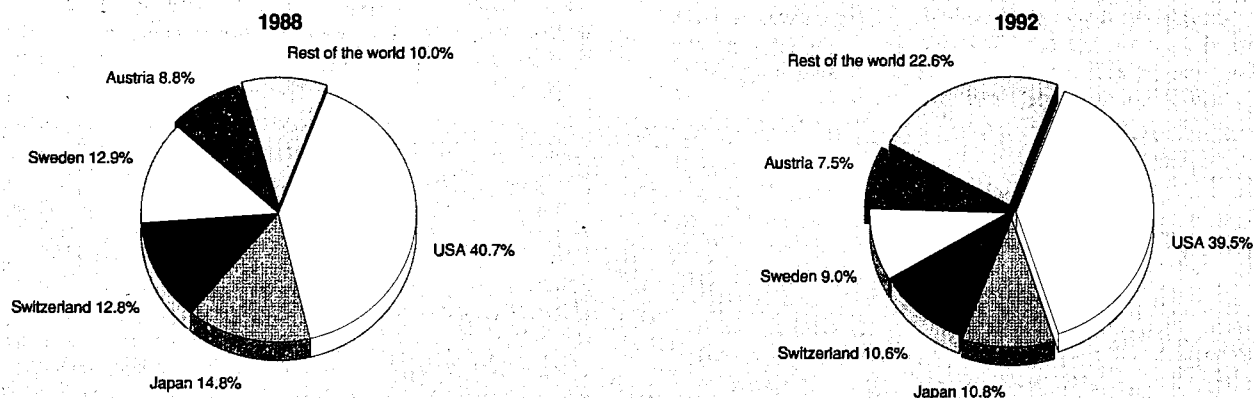 1988
Rest of the world 10.0%
Austria 8.8%
Sweden 12.9%
USA 40.7%
Switzerland 12.8%
Japan 14.8%
1992
Rest of the world 22.6%
Austria 7.5%
USA 39.5%
Sweden 9.0%
Switzerland 10.6%
Japan 10.8%